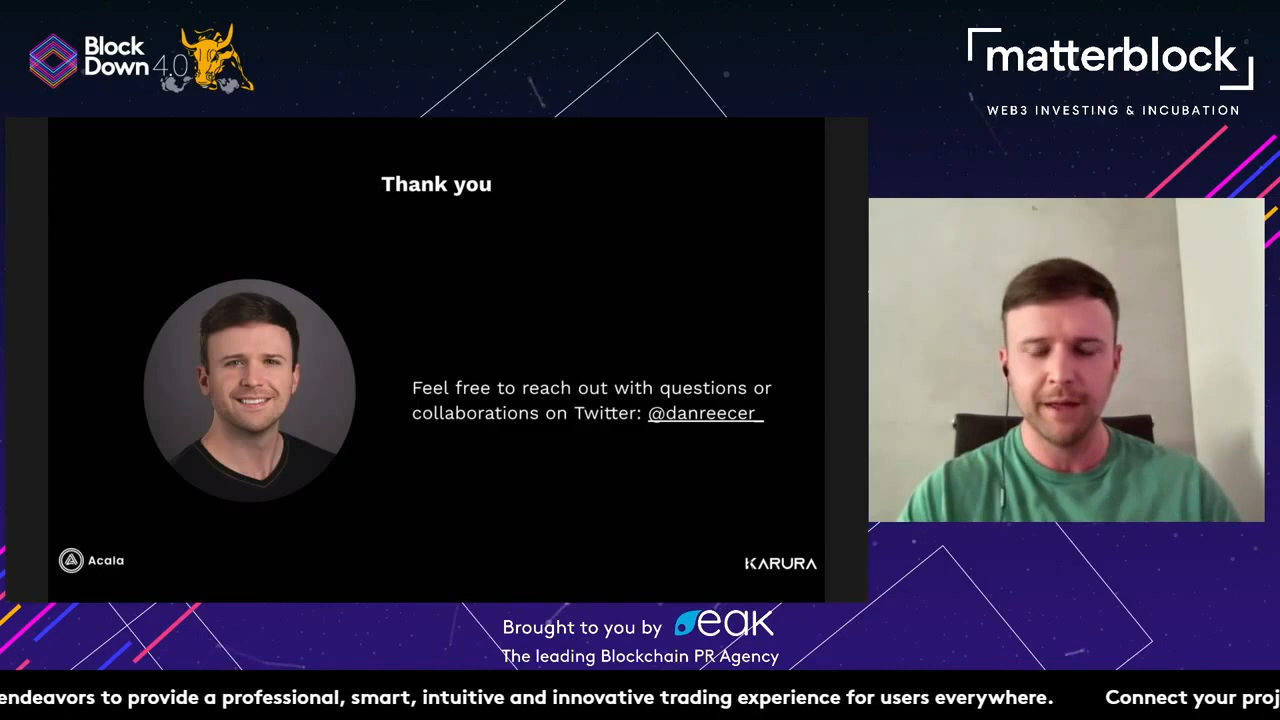 Block
Down 4.0
matterblock
WEB3 INVESTING & INCUBATION
Thank you
Feel free to reach out with questions or
collaborations on Twitter: @danreecer_
Acala
KARURA
Brought to you by eak
The leading Blockchain PR Agency
endeavors to provide a professional, smart, intuitive and innovative trading experience for users everywhere. Connect your proj